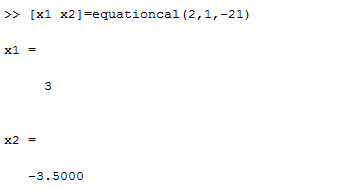 >> [x1 x2]=equationcal(2,1,-21)
x1 =
3
x2 =
-3.5000